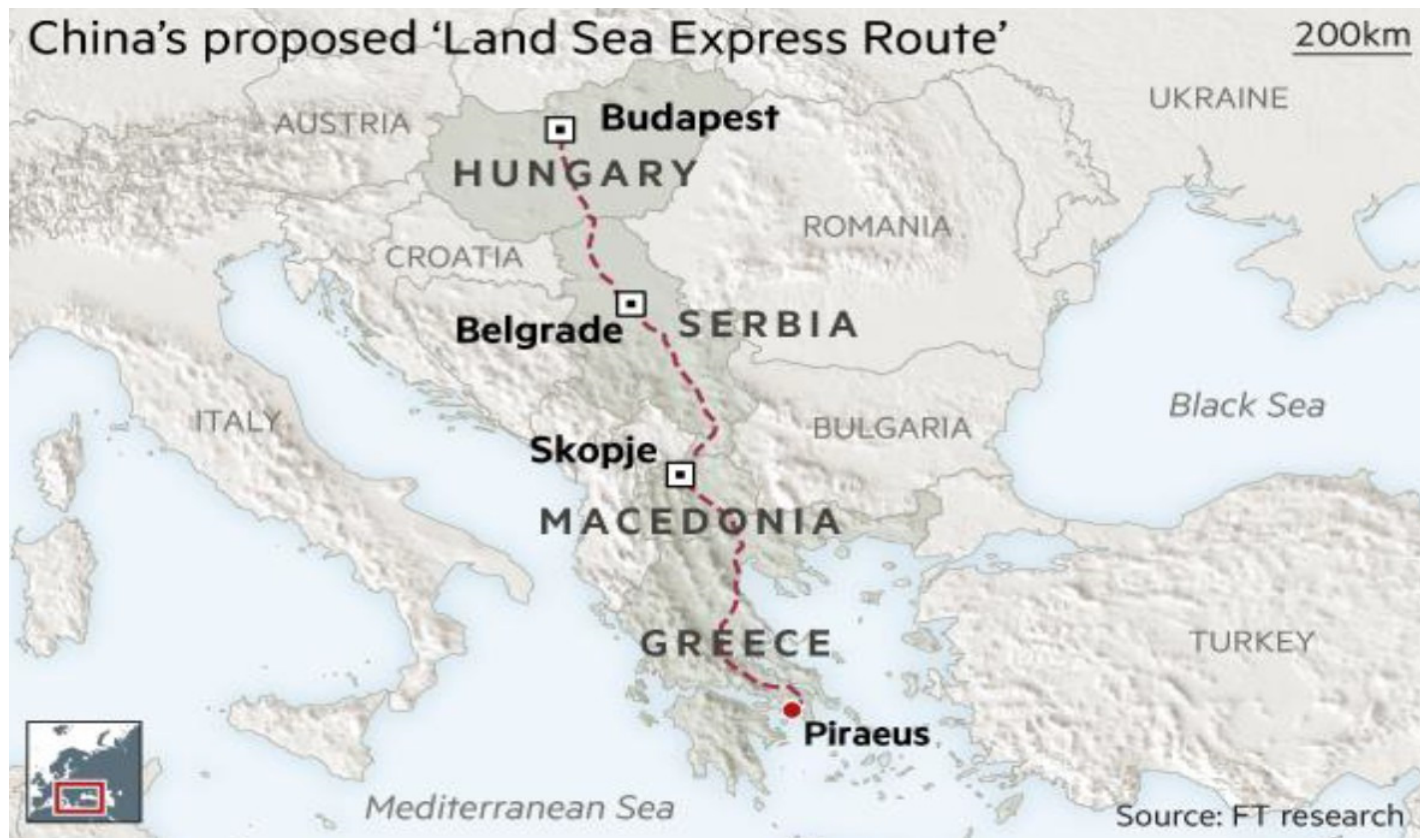 China's proposed ‘Land Sea Express Route’
200km
UKRAINE
AUSTRIA
Budapest
HUNGARY
ROMANIA
CROATIA
Belgrade
SERBIA
Black Sea
ITALY
BULGARIA
Skopje
MACEDONIA
GREECE
TURKEY
Piraeus
Mediterranean Sea
Source: FT research